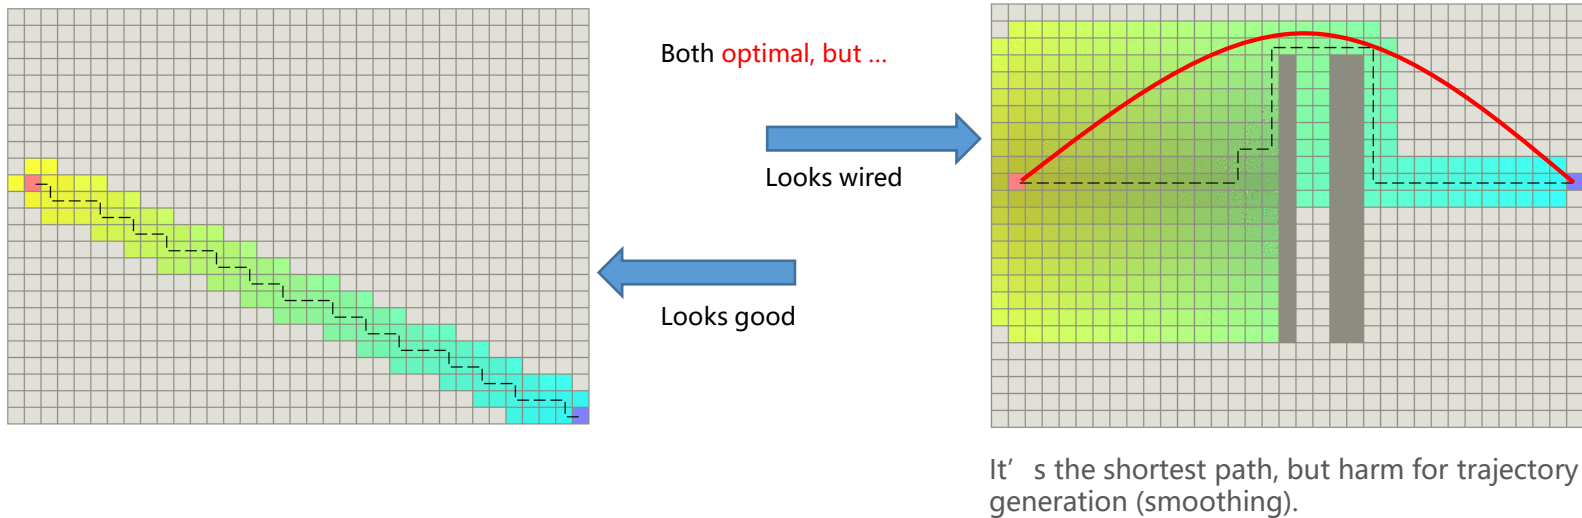 Both optimal, but ...
Looks wired
Looks good
It’ s the shortest path, but harm for trajectory
generation (smoothing).